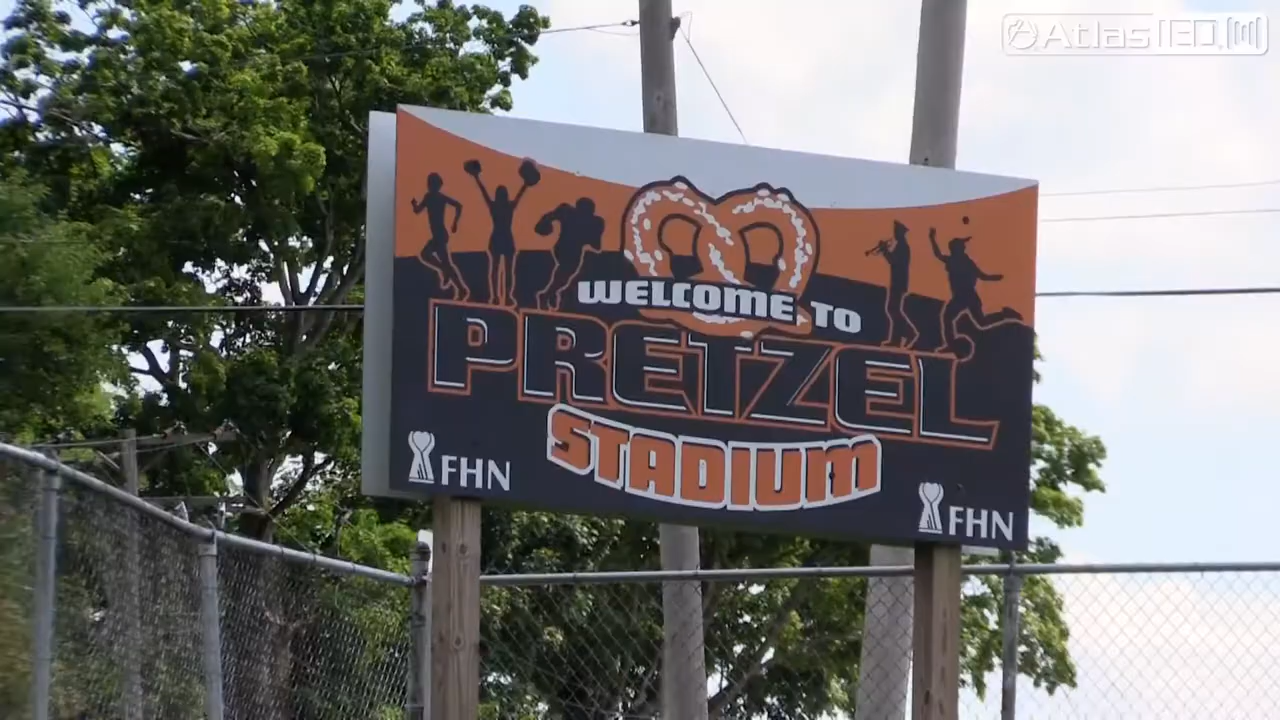 AtlasIED
WELCOME TO
PRETZEL
STADIUM
FHN
FHN